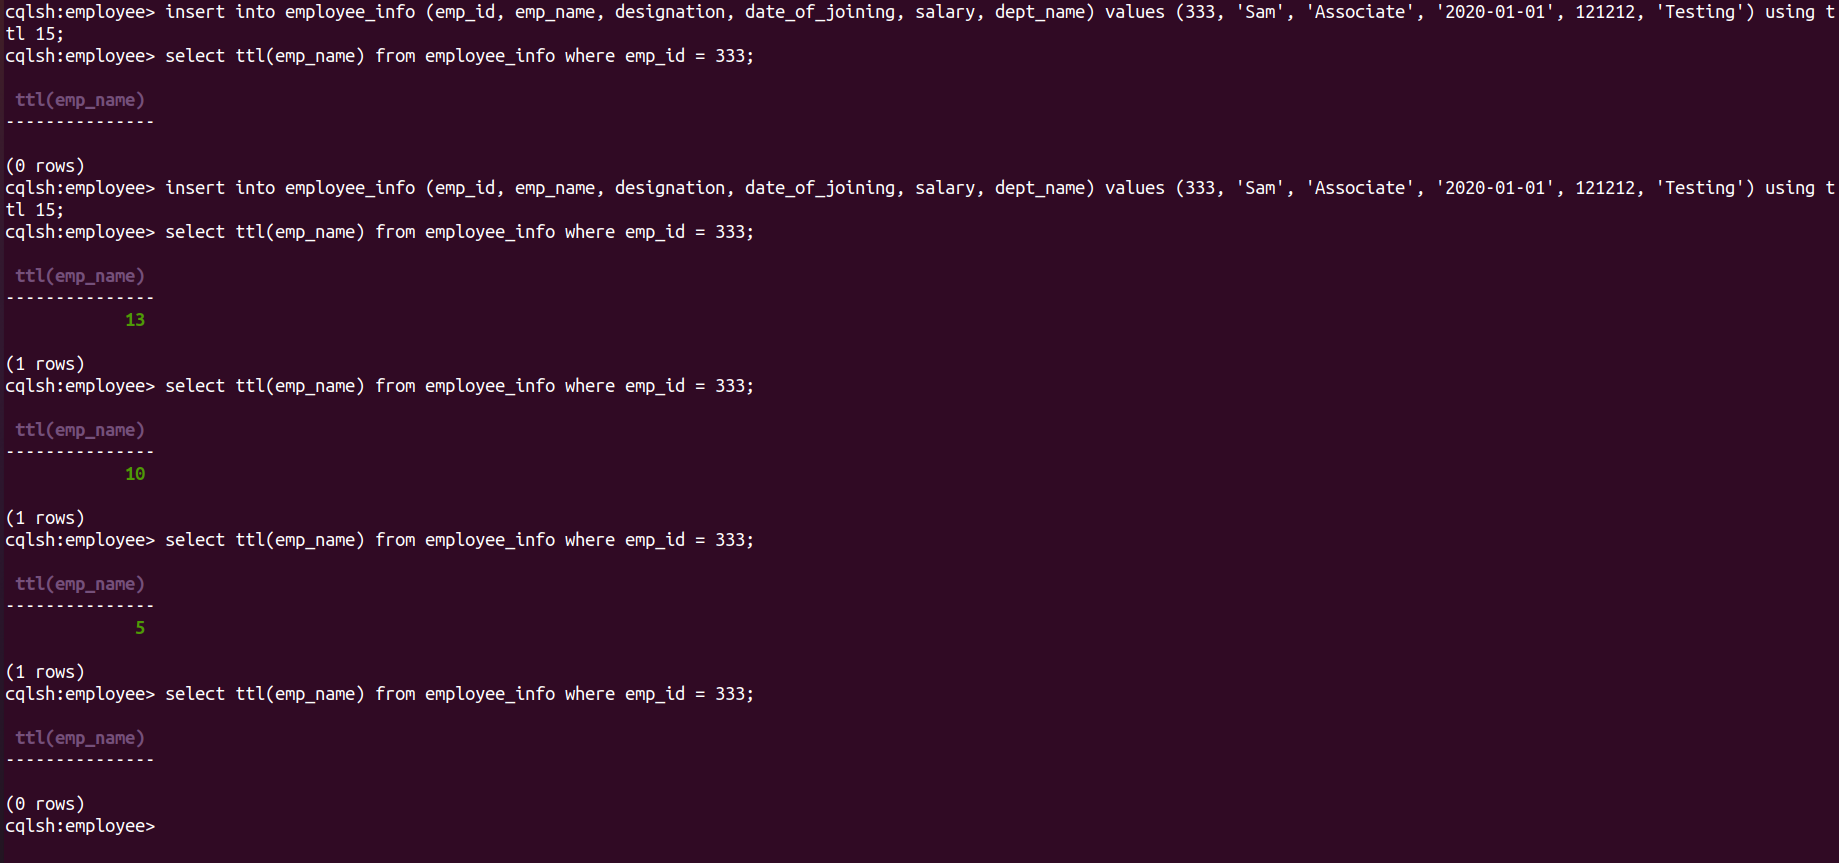 cqlsh:employee> insert into employee_info (emp_id, emp_name, designation, date_of_joining, salary, dept_name) values (333, 'Sam', 'Associate', '2020-01-01', 121212, 'Testing') using t
tl 15;
cqlsh:employee> select ttl(emp_name) from employee_info where emp_id = 333;
ttl(emp_name)
---------------
(0 rows)
cqlsh:employee> insert into employee_info (emp_id, emp_name, designation, date_of_joining, salary, dept_name) values (333, 'Sam', 'Associate', '2020-01-01', 121212, 'Testing') using t
tl 15;
cqlsh:employee> select ttl(emp_name) from employee_info where emp_id = 333;
ttl(emp_name)
---------------
13
(1 rows)
cqlsh:employee> select ttl(emp_name) from employee_info where emp_id = 333;
ttl(emp_name)
---------------
10
(1 rows)
cqlsh:employee> select ttl(emp_name) from employee_info where emp_id = 333;
ttl(emp_name)
---------------
5
(1 rows)
cqlsh:employee> select ttl(emp_name) from employee_info where emp_id = 333;
ttl(emp_name)
---------------
(0 rows)
cqlsh:employee>